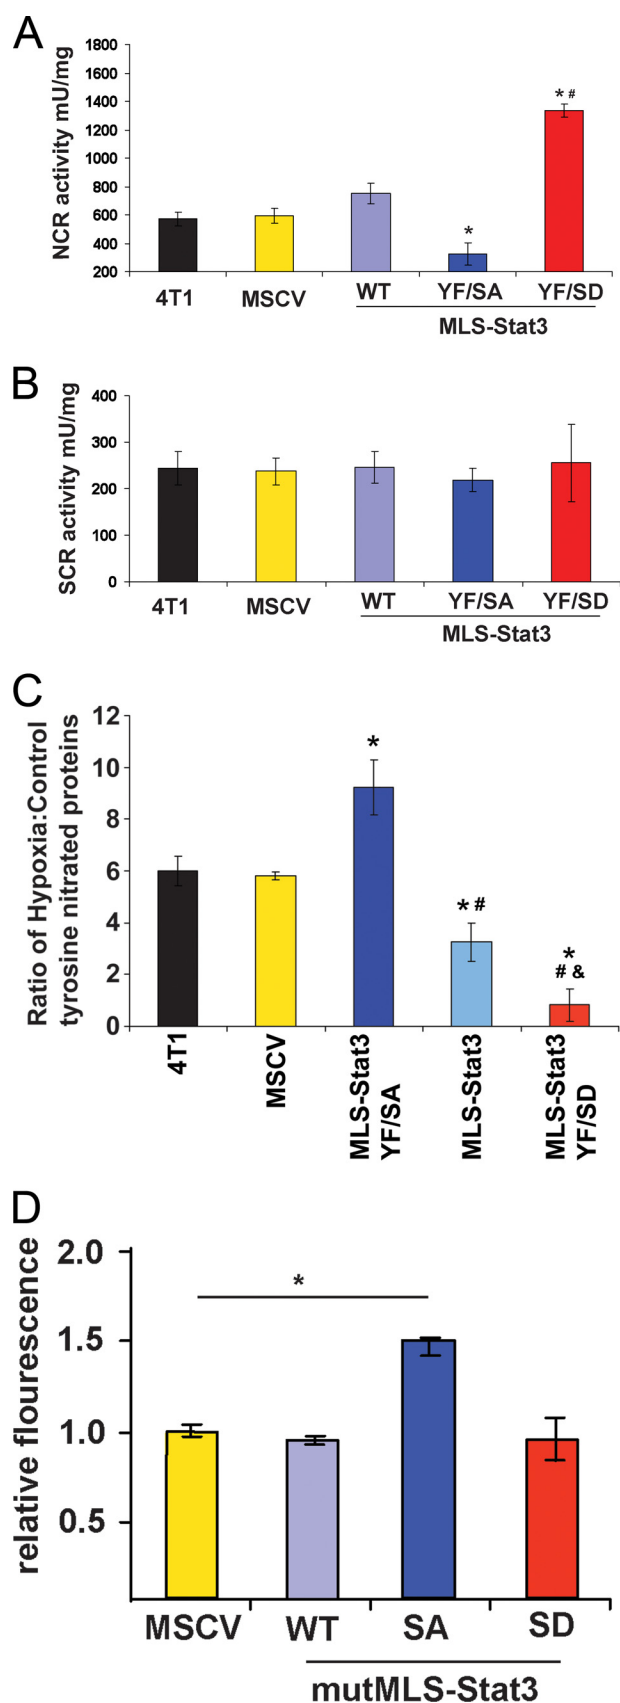 A
NCR activity mU/mg
1800
1600
1400
1200
1000
800
600
400
200
*
* #
4T1
MSCV
WT
YF/SA
YF/SD
MLS-Stat3
B
SCR activity mU/mg
400
300
200
100
0
4T1
MSCV
WT
YF/SA
YF/SD
MLS-Stat3
C
Ratio of Hypoxia:Control
tyrosine nitrated proteins
12
10
8
6
4
2
0
*
* #
*
# &
4T1
MSCV
MLS-Stat3
YF/SA
MLS-Stat3
MLS-Stat3
YF/SD
D
relative flourescence
2.0
1.5
1.0
0.5
*
MSCV
WT
SA
SD
mutMLS-Stat3